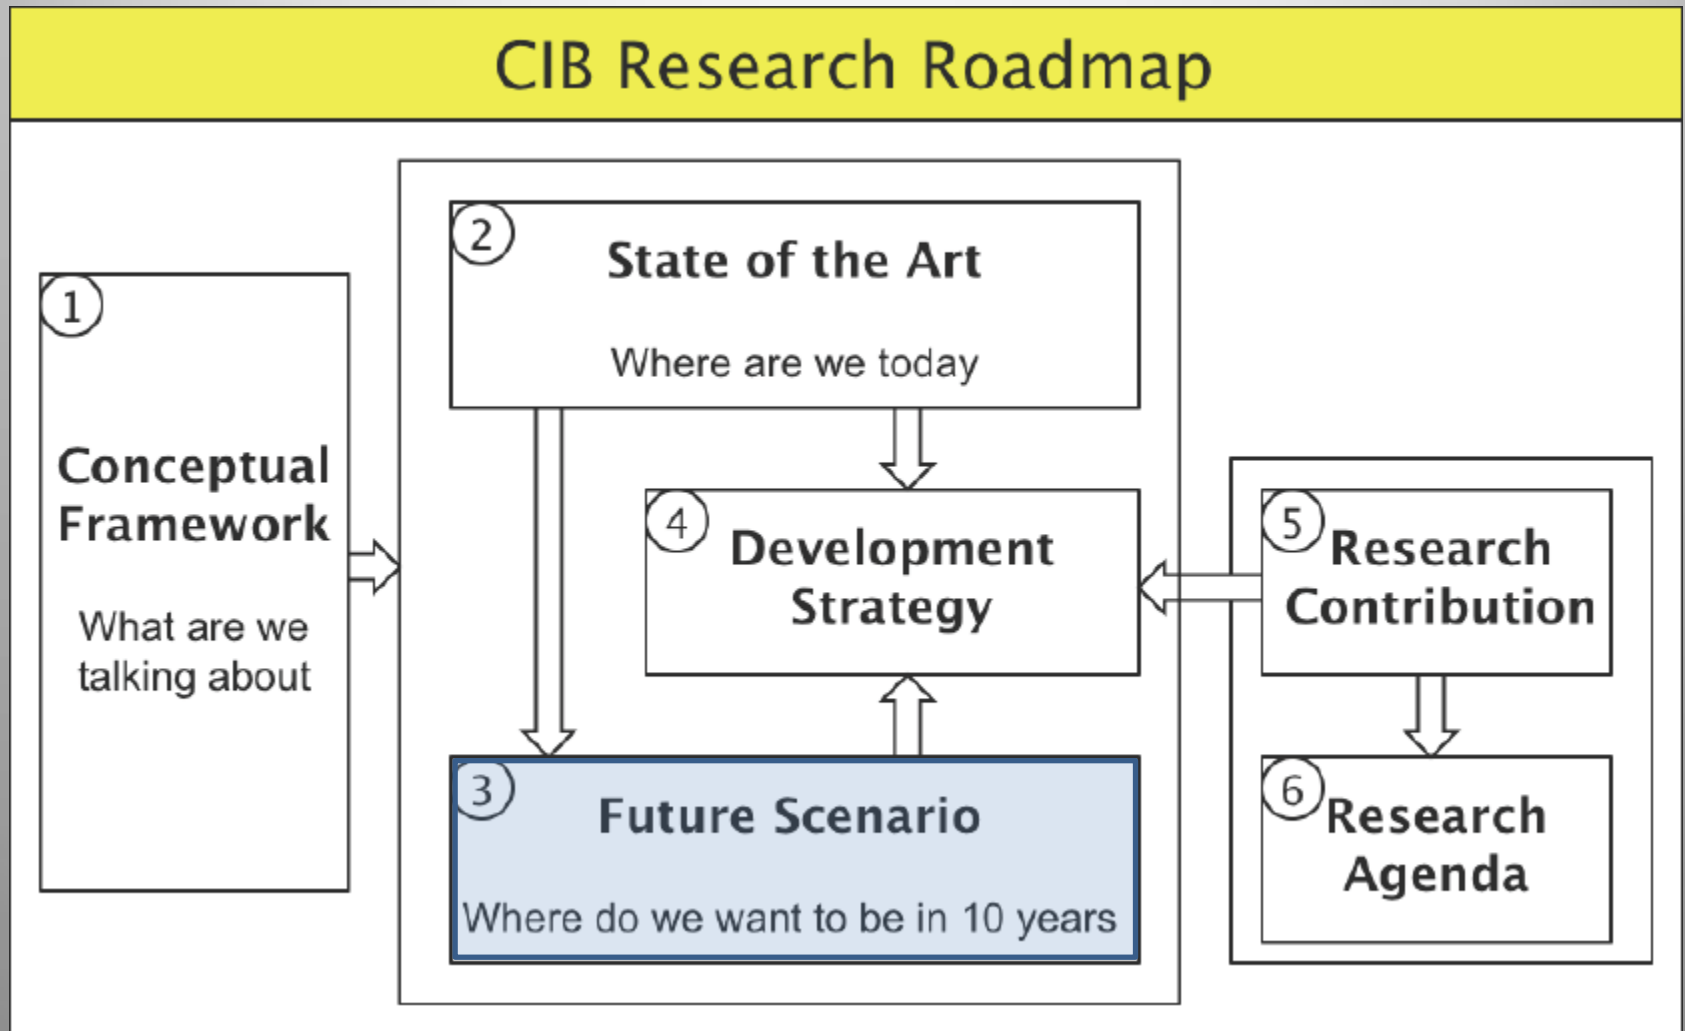 CIB Research Roadmap
1
Conceptual
Framework
What are we
talking about
2
State of the Art
Where are we today
3
Future Scenario
Where do we want to be in 10 years
4
Development
Strategy
5
Research
Contribution
6
Research
Agenda